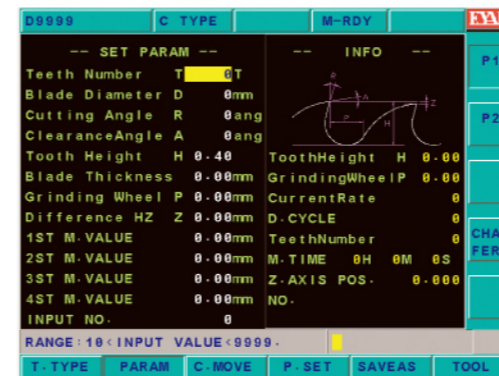 D9999 C TYPE M-RDY
-- SET PARAM --
Teeth Number T 0T
Blade Diameter D 0mm
Cutting Angle R 0ang
ClearanceAngle A 0ang
Tooth Height H 0.40
Blade Thickness 0.00mm
Grinding Wheel P 0.00mm
Difference HZ Z 0.00mm
1ST M.VALUE 0.00mm
2ST M.VALUE 0.00mm
3ST M.VALUE 0.00mm
4ST M.VALUE 0.00mm
INPUT NO. 0
-- INFO --
R
A
Z
P
H
ToothHeight H 0.00
GrindingWheelP 0.00
CurrentRate 0
D.CYCLE 0
TeethNumber 0
M.TIME 0H 0M 0S
Z.AXIS POS. 0.000
NO.
P1
P2
CHA
FER
RANGE:10<INPUT VALUE<9999.
T.TYPE PARAM C.MOVE P.SET SAVEAS TOOL